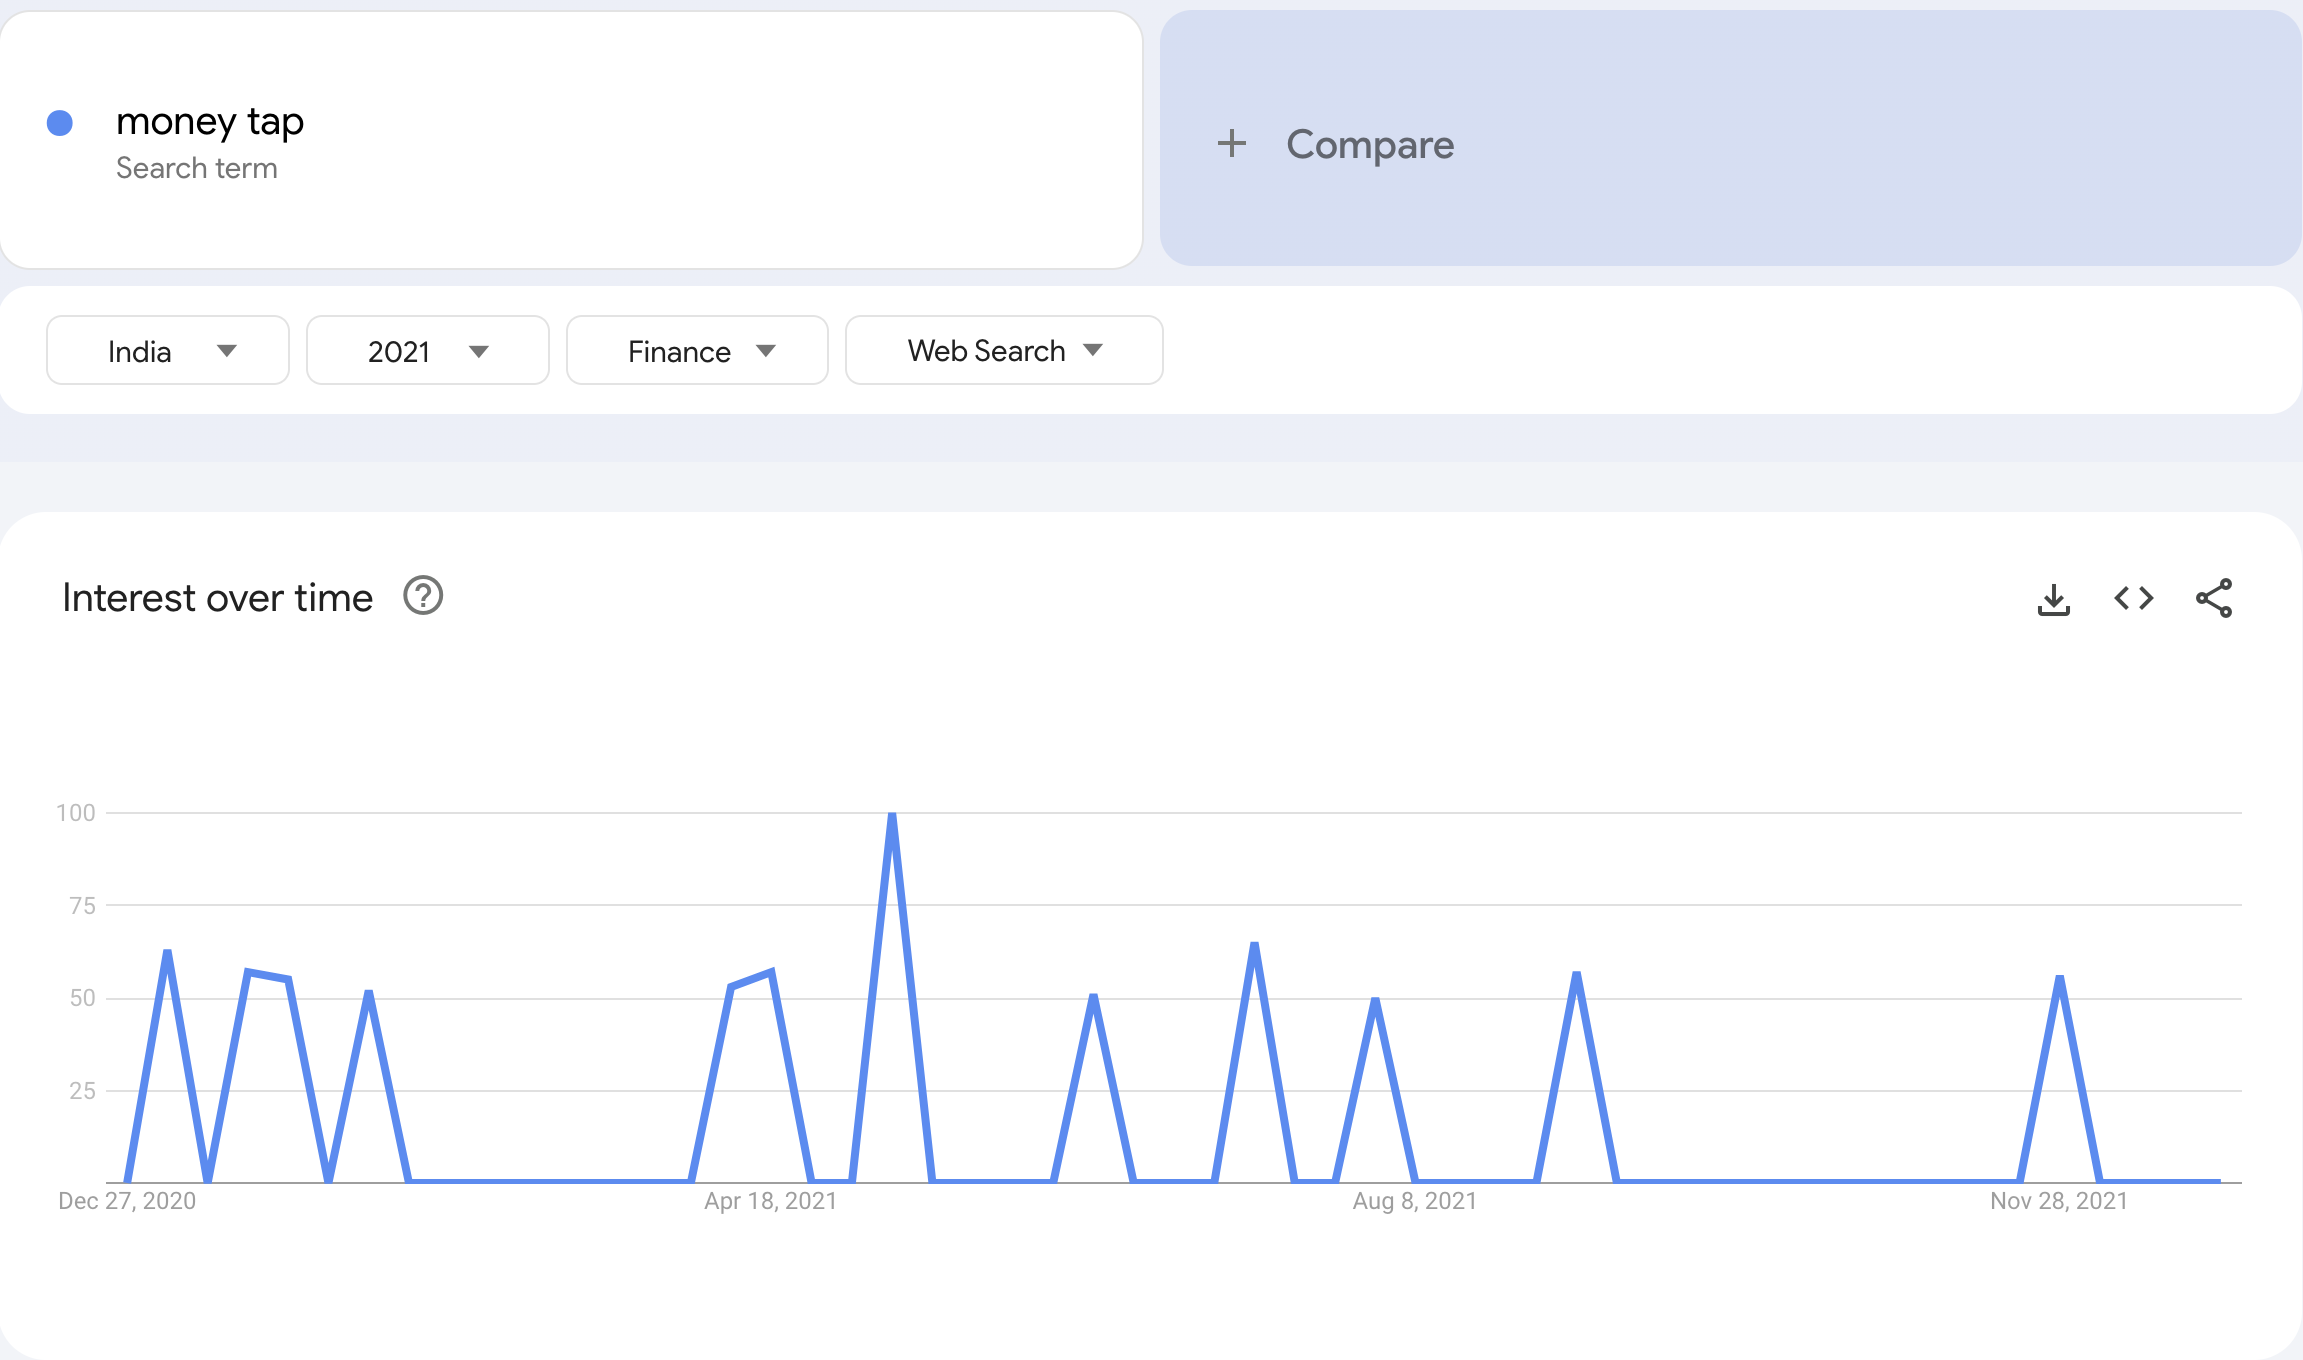 money tap
Search term
+ Compare
India
2021
Finance
Web Search
Interest over time
100
75
50
25
Dec 27, 2020
Apr 18, 2021
Aug 8, 2021
Nov 28, 2021